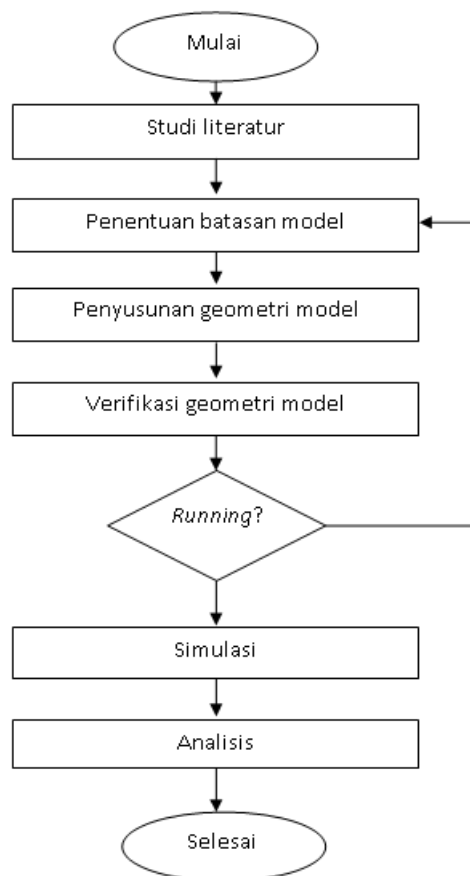 Mulai
Studi literatur
Penentuan batasan model
Penyusunan geometri model
Verifikasi geometri model
Running?
Simulasi
Analisis
Selesai